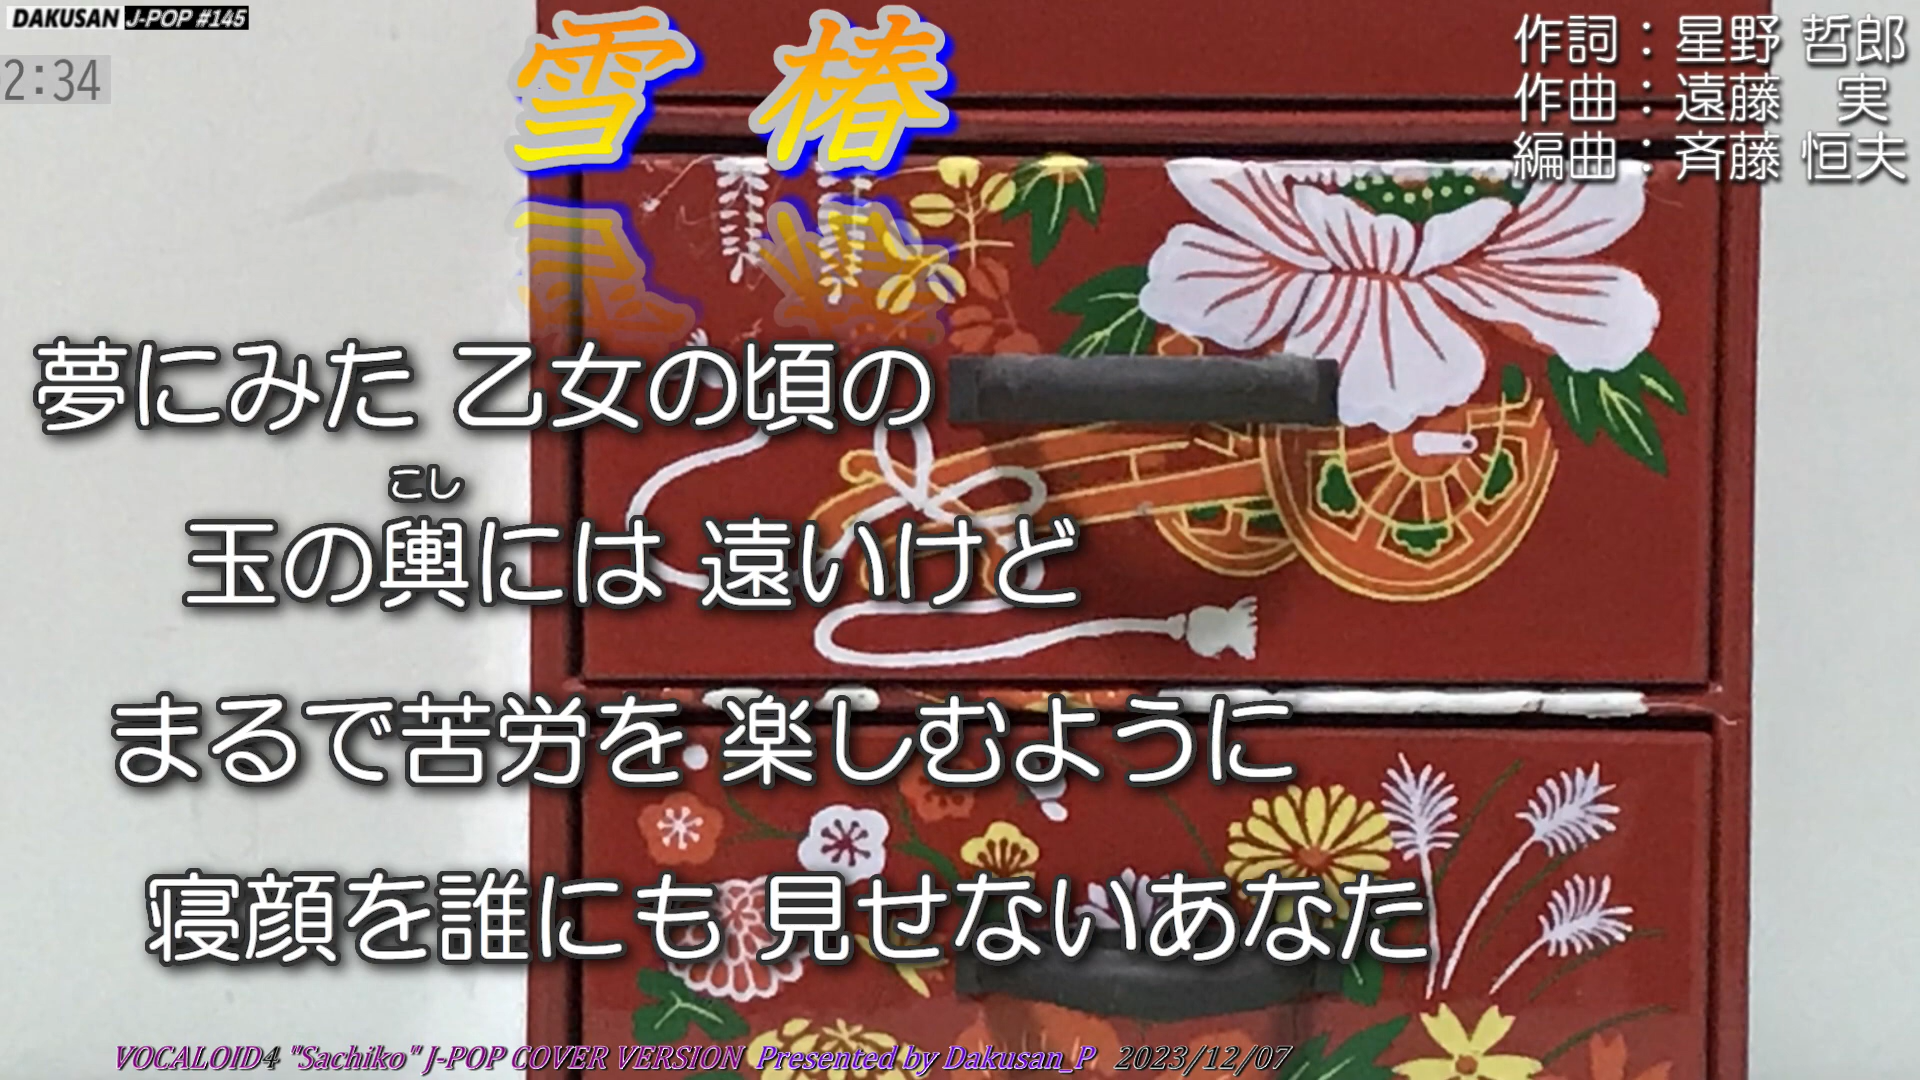 DAKUSAN J-POP #145
2:34
雪椿
作詞：星野 哲郎
作曲：遠藤　実
編曲：斉藤 恒夫
夢にみた 乙女の頃の
こし
玉の輿には 遠いけど
まるで苦労を 楽しむように
寝顔を誰にも 見せないあなた
VOCALOID4 "Sachiko" J-POP COVER VERSION Presented by Dakusan_P 2023/12/07